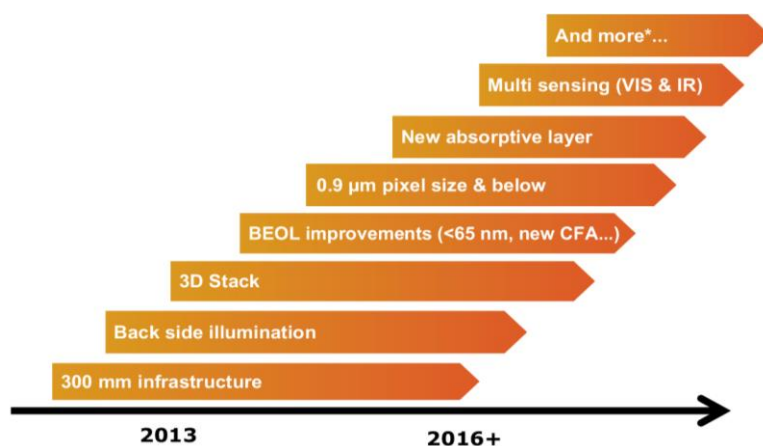 And more*...
Multi sensing (VIS & IR)
New absorptive layer
0.9 µm pixel size & below
BEOL improvements (<65 nm, new CFA...)
3D Stack
Back side illumination
300 mm infrastructure
2013 2016+